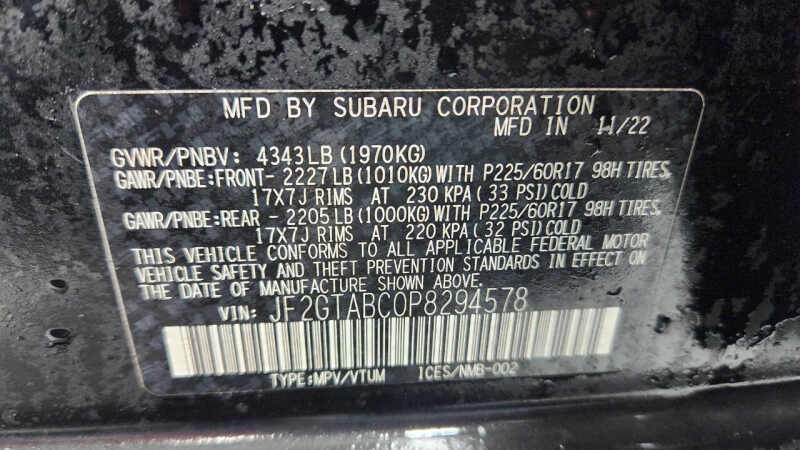 MFD BY SUBARU CORPORATION
MFD IN 11/22
GVWR/PNBV: 4343LB (1970KG)
GAWR/PNBE:FRONT- 2227LB (1010KG) WITH P225/60R17 98H TIRES,
17X7J RIMS AT 230 KPA ( 33 PSI) COLD
GAWR/PNBE:REAR - 2205LB (1000KG) WITH P225/60R17 98H TIRES,
17X7J RIMS AT 220 KPA ( 32 PSI) COLD
THIS VEHICLE CONFORMS TO ALL APPLICABLE FEDERAL MOTOR
VEHICLE SAFETY AND THEFT PREVENTION STANDARDS IN EFFECT ON
THE DATE OF MANUFACTURE SHOWN ABOVE.
VIN: JF2GTABC0P8294578
TYPE:MPV/VTUM ICES/NMB-002